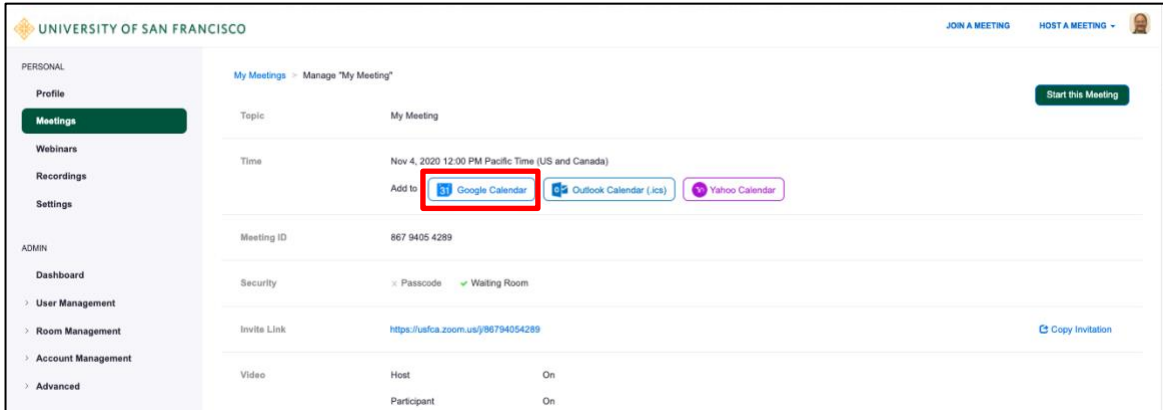 UNIVERSITY OF SAN FRANCISCO
JOIN A MEETING
HOST A MEETING
PERSONAL
Profile
Meetings
Webinars
Recordings
Settings
ADMIN
Dashboard
User Management
Room Management
Account Management
Advanced
My Meetings > Manage "My Meeting"
Start this Meeting
Topic My Meeting
Time Nov 4, 2020 12:00 PM Pacific Time (US and Canada)
Add to 31 Google Calendar Outlook Calendar (.ics) Yahoo Calendar
Meeting ID 867 9405 4289
Security × Passcode ✓ Waiting Room
Invite Link https://usfca.zoom.us/j/86794054289 Copy Invitation
Video Host On
Participant On